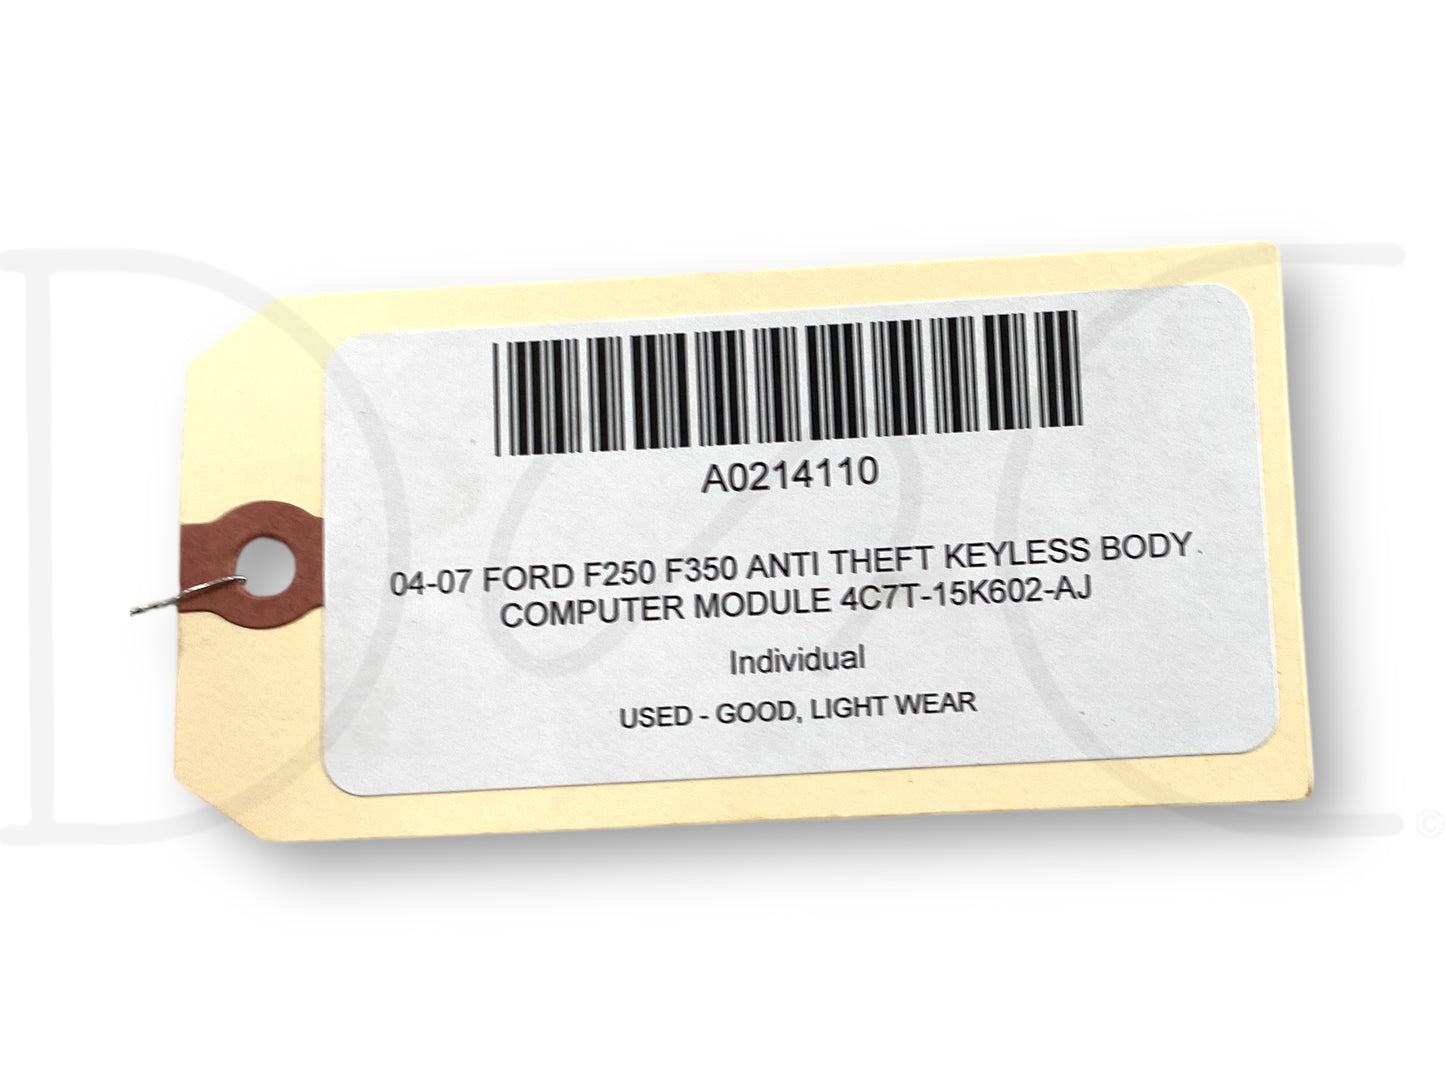 A0214110
04-07 FORD F250 F350 ANTI THEFT KEYLESS BODY
COMPUTER MODULE 4C7T-15K602-AJ
Individual
USED - GOOD, LIGHT WEAR